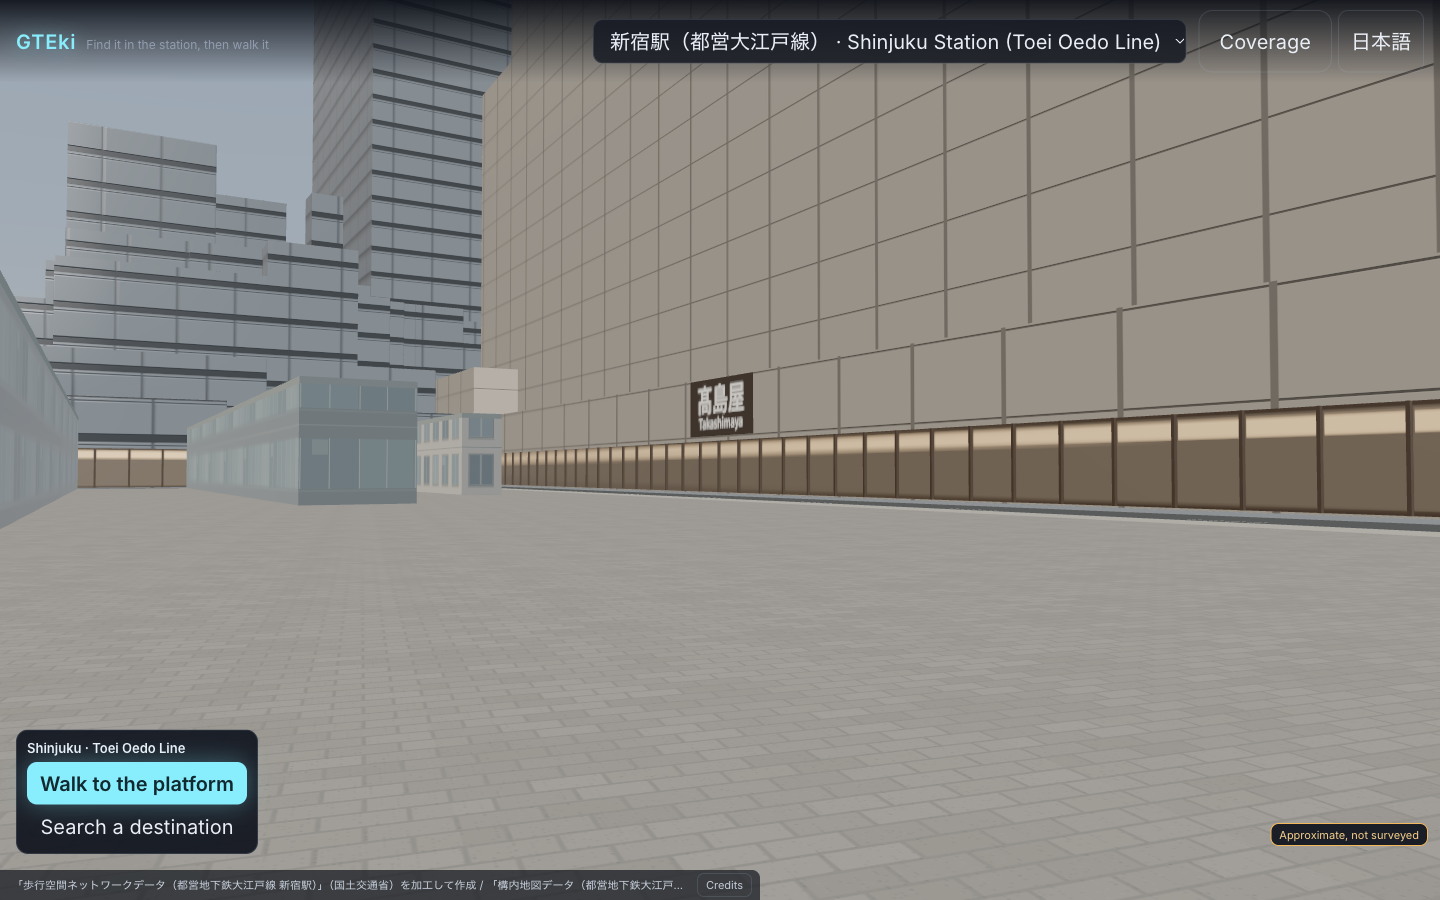 GTEki Find it in the station, then walk it
新宿駅（都営大江戸線） · Shinjuku Station (Toei Oedo Line)
Coverage
日本語
髙島屋
Takashimaya
Shinjuku · Toei Oedo Line
Walk to the platform
Search a destination
Approximate, not surveyed
「歩行空間ネットワークデータ（都営地下鉄大江戸線 新宿駅）」（国土交通省）を加工して作成 / 「構内地図データ（都営地下鉄大江戸...
Credits